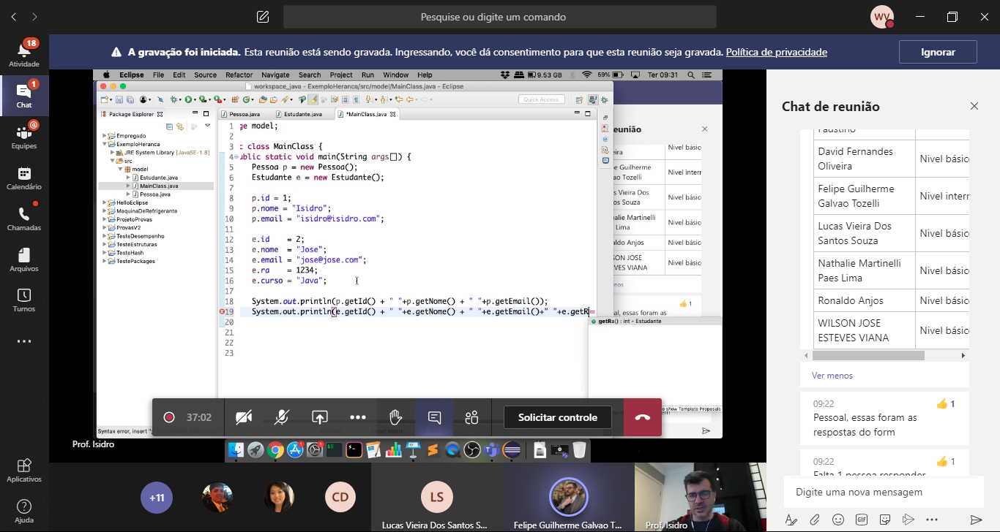 Pesquise ou digite um comando
WV
18
Atividade
1
Chat
Equipes
Calendário
Chamadas
Arquivos
Turnos
Aplicativos
Ajuda
A gravação foi iniciada. Esta reunião está sendo gravada. Ingressando, você dá consentimento para que esta reunião seja gravada. Política de privacidade
Ignorar
Eclipse File Edit Source Refactor Navigate Search Project Run Window Help
9.53 GB 59% Ter 09:31
workspace_java - ExemploHeranca/src/model/MainClass.java - Eclipse
Quick Access
Package Explorer
Empregado
ExemploHeranca
JRE System Library [JavaSE-1.8]
src
model
Estudante.java
MainClass.java
Pessoa.java
HelloEclipse
MaquinaDeRefrigerante
ProjetoProvas
ProvasV2
TesteDesempenho
TesteEstruturas
TesteHash
TestePackages
Pessoa.java Estudante.java *MainClass.java
1 ge model;
2
3 c class MainClass {
4 ublic static void main(String args[]) {
5 Pessoa p = new Pessoa();
6 Estudante e = new Estudante();
7
8 p.id = 1;
9 p.nome = "Isidro";
10 p.email = "isidro@isidro.com";
11
12 e.id = 2;
13 e.nome = "Jose";
14 e.email = "jose@jose.com";
15 e.ra = 1234;
16 e.curso = "Java";
17
18 System.out.println(p.getId() + " "+p.getNome() + " "+p.getEmail());
19 System.out.println(e.getId() + " "+e.getNome() + " "+e.getEmail()+" "+e.getR
20
21
22
23
getRa() : int - Estudante
o show Template Proposals
Syntax error, insert ";
eunião
eira
Nivel básic
pe Guilherme
ao Tozelli
Nivel interr
s Vieira Dos
os Souza
Nivel básic
nalie Martinelli
Lima
Nivel básic
aldo Anjos
Nivel básic
SON JOSE
VES VIANA
Nivel básic
nos
1
al, essas foram as
37:02
Solicitar controle
Prof. Isidro
+11
CD
LS
Lucas Vieira Dos Santos S...
Felipe Guilherme Galvao T...
Prof. Isidro
Chat de reunião
Faustino
David Fernandes
Oliveira
Nivel básic
Felipe Guilherme
Galvao Tozelli
Nivel interr
Lucas Vieira Dos
Santos Souza
Nivel básic
Nathalie Martinelli
Paes Lima
Nivel básic
Ronaldo Anjos
Nivel básic
WILSON JOSE
ESTEVES VIANA
Nivel básic
Ver menos
09:22
1
Pessoal, essas foram as
respostas do form
09:22
1
Falta 1 pessoa responder
Digite uma nova mensagem
GIF